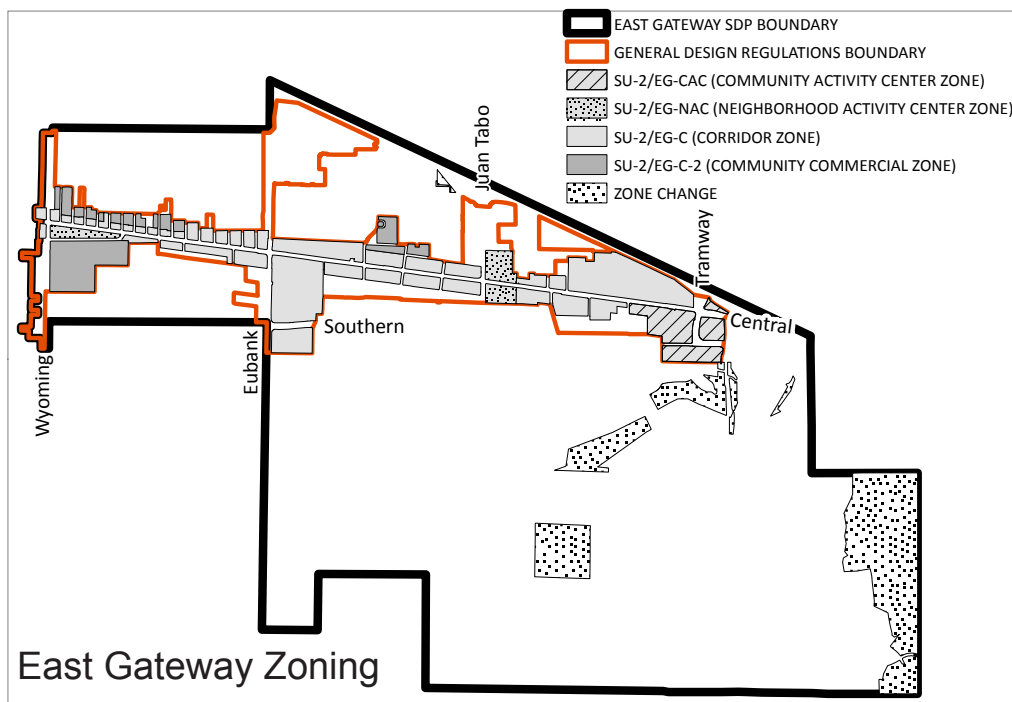 EAST GATEWAY SDP BOUNDARY
GENERAL DESIGN REGULATIONS BOUNDARY
SU-2/EG-CAC (COMMUNITY ACTIVITY CENTER ZONE)
SU-2/EG-NAC (NEIGHBORHOOD ACTIVITY CENTER ZONE)
SU-2/EG-C (CORRIDOR ZONE)
SU-2/EG-C-2 (COMMUNITY COMMERCIAL ZONE)
ZONE CHANGE
Juan Tabo
Tramway
Central
Southern
Eubank
Wyoming
East Gateway Zoning